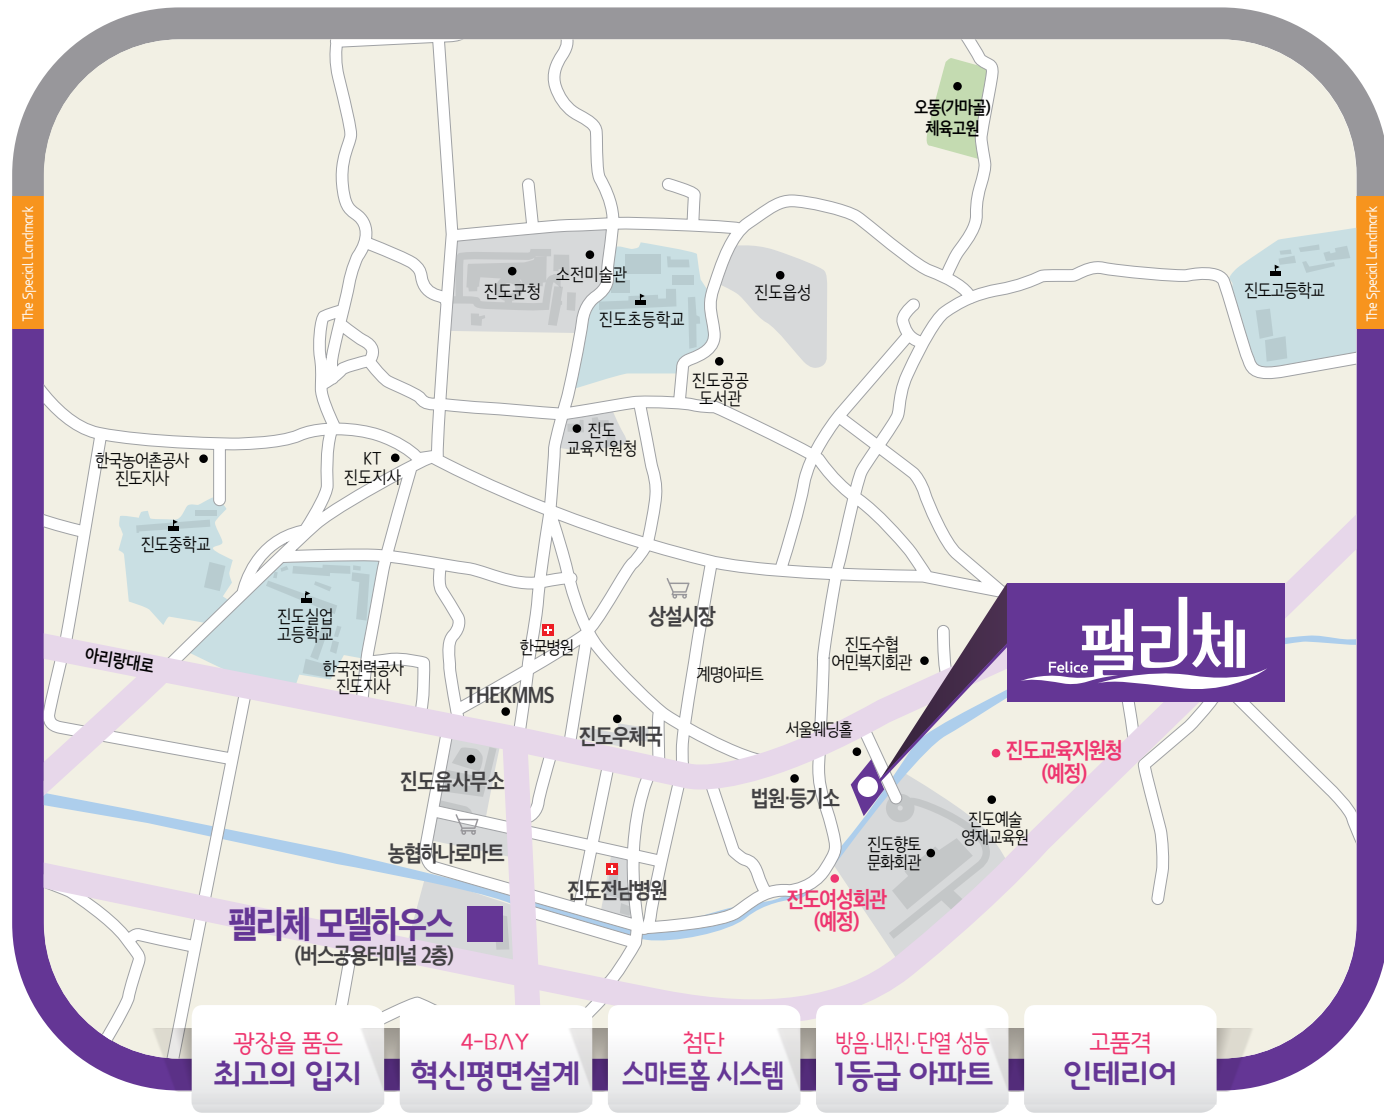 오동(가마골)
체육고원
The Special Landmark
The Special Landmark
소전미술관
진도군청
진도초등학교
진도읍성
진도고등학교
진도공공
도서관
진도
교육지원청
한국농어촌공사
진도지사
KT
진도지사
진도중학교
진도실업
고등학교
상설시장
한국병원
아리랑대로
한국전력공사
진도지사
계명아파트
진도수협
어민복지회관
Felice 팰리체
THEKMMS
진도우체국
서울웨딩홀
진도교육지원청
(예정)
진도읍사무소
법원·등기소
진도예술
영재교육원
농협하나로마트
진도향토
문화회관
진도전남병원
진도여성회관
(예정)
팰리체 모델하우스
(버스공용터미널 2층)
광장을 품은
최고의 입지
4-BAY
혁신평면설계
첨단
스마트홈 시스템
방음·내진·단열 성능
1등급 아파트
고품격
인테리어